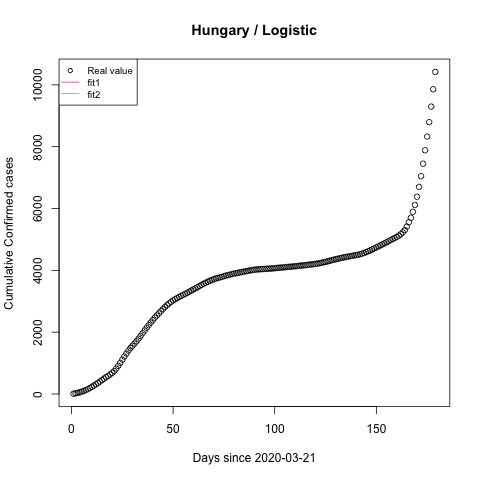 Hungary / Logistic
Real value
fit1
fit2
10000
8000
6000
4000
2000
0
Cumulative Confirmed cases
0 50 100 150
Days since 2020-03-21